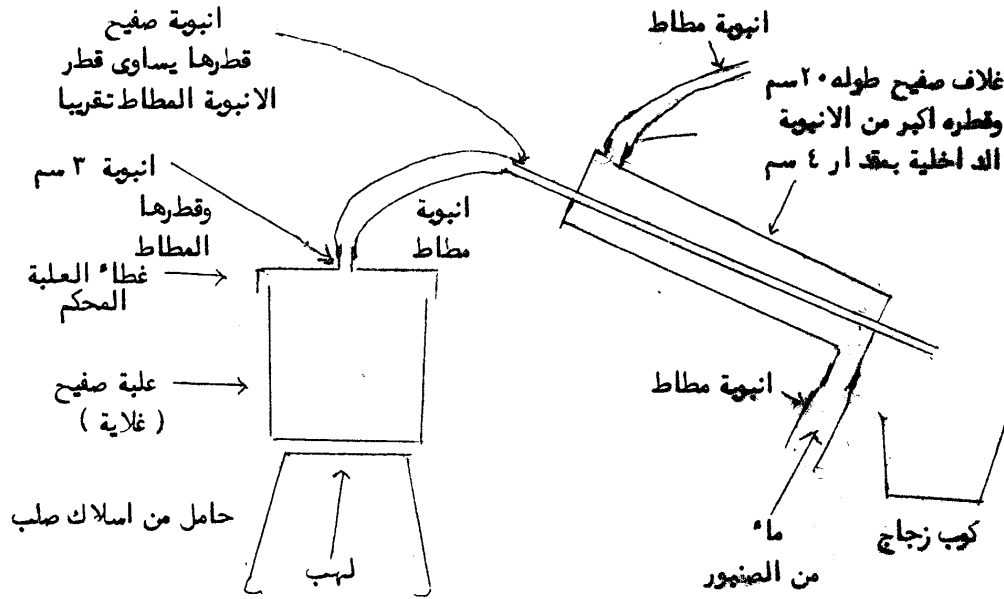 انبوبة صفيح
قطرها يساوى قطر
الانبوبة المطاط تقريبا
انبوبة مطاط
غلاف صفيح طوله ٢٠ سم
وقطره اكبر من الانبوبة
الداخلية بمقدار ٤ سم
انبوبة ٣ سم
وقطرها
المطاط
انبوبة
مطاط
غطاء العلبة
المحكم
علبة صفيح
( غلاية )
انبوبة مطاط
حامل من اسلاك صلب
لهب
ماء
من الصنبور
كوب زجاج